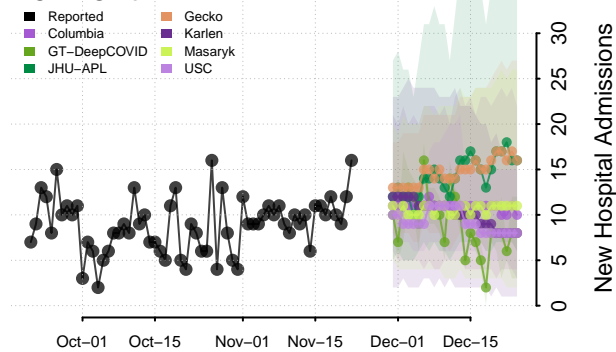 Reported
Columbia
GT−DeepCOVID
JHU−APL
Gecko
Karlen
Masaryk
USC
0
5
10
15
20
25
30
New Hospital Admissions
Oct−01
Oct−15
Nov−01
Nov−15
Dec−01
Dec−15